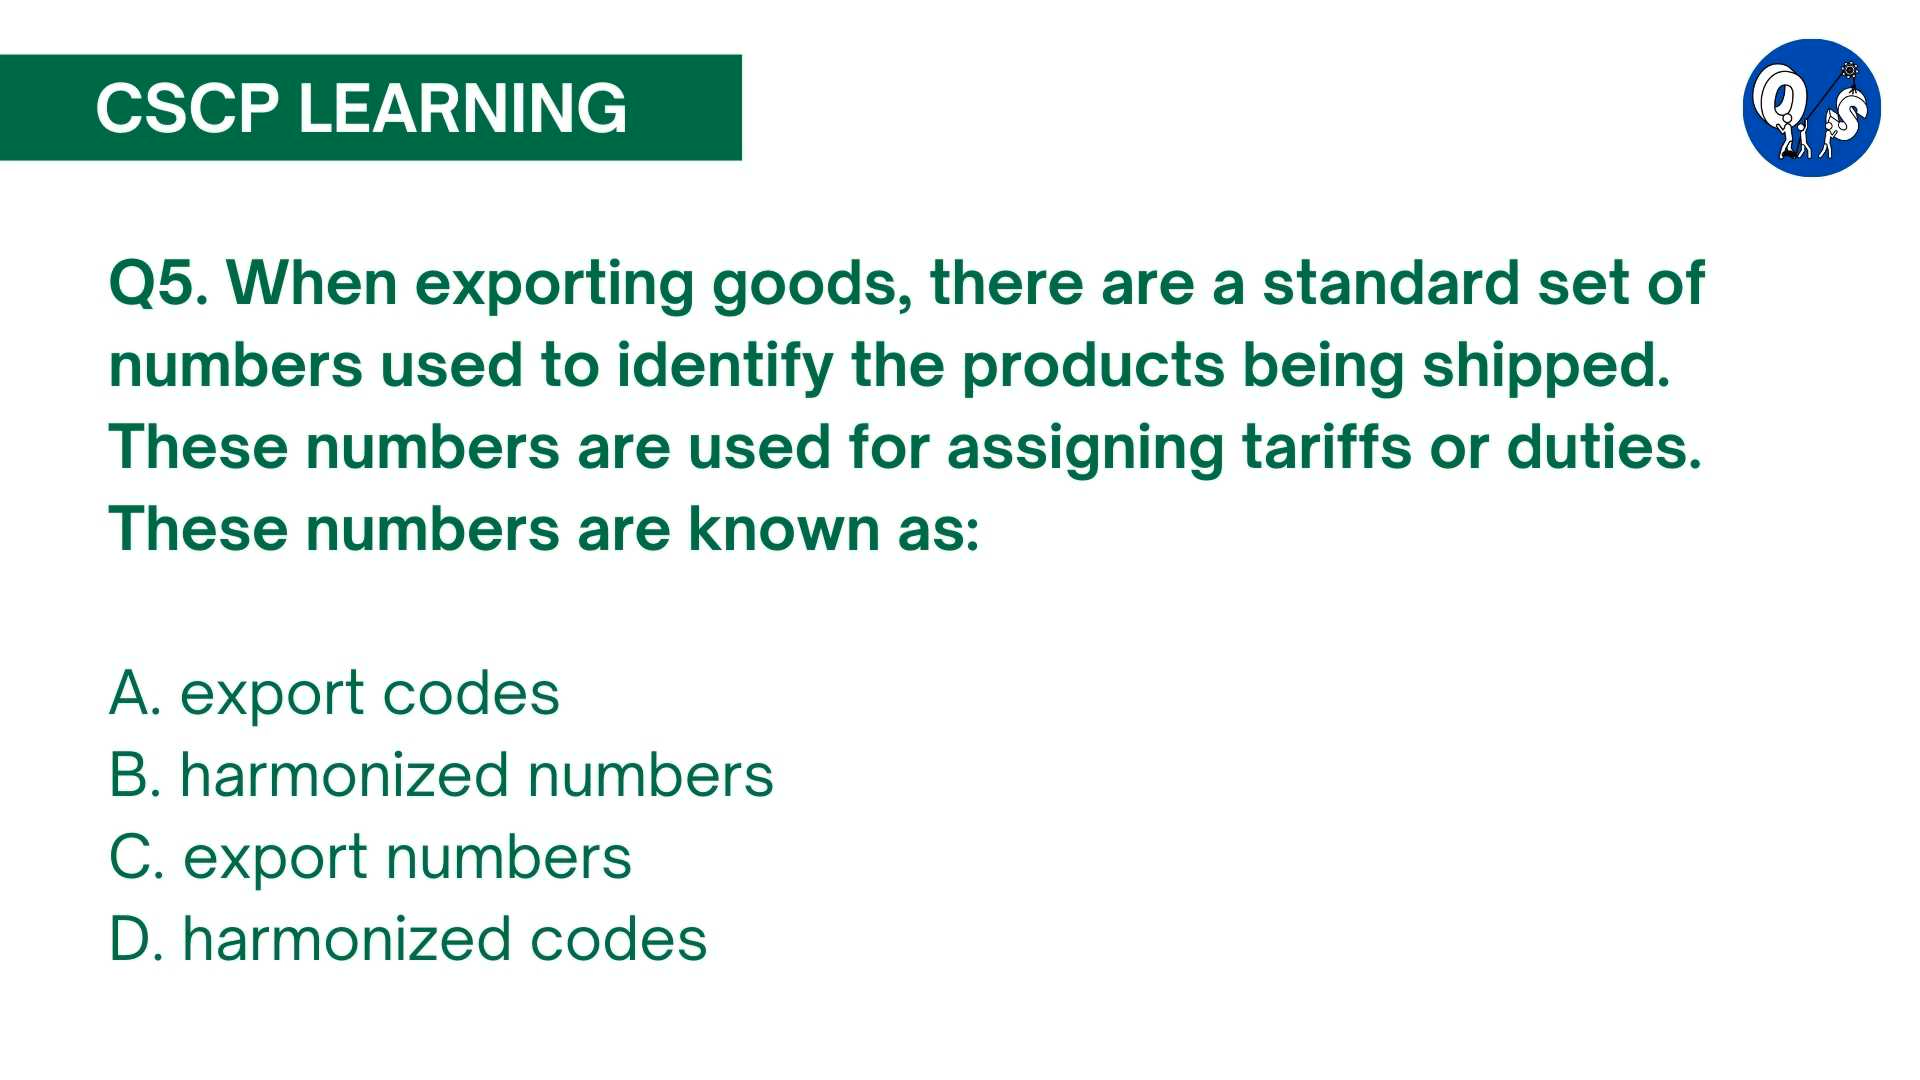 CSCP LEARNING
Q/S
Q5. When exporting goods, there are a standard set of
numbers used to identify the products being shipped.
These numbers are used for assigning tariffs or duties.
These numbers are known as:
A. export codes
B. harmonized numbers
C. export numbers
D. harmonized codes